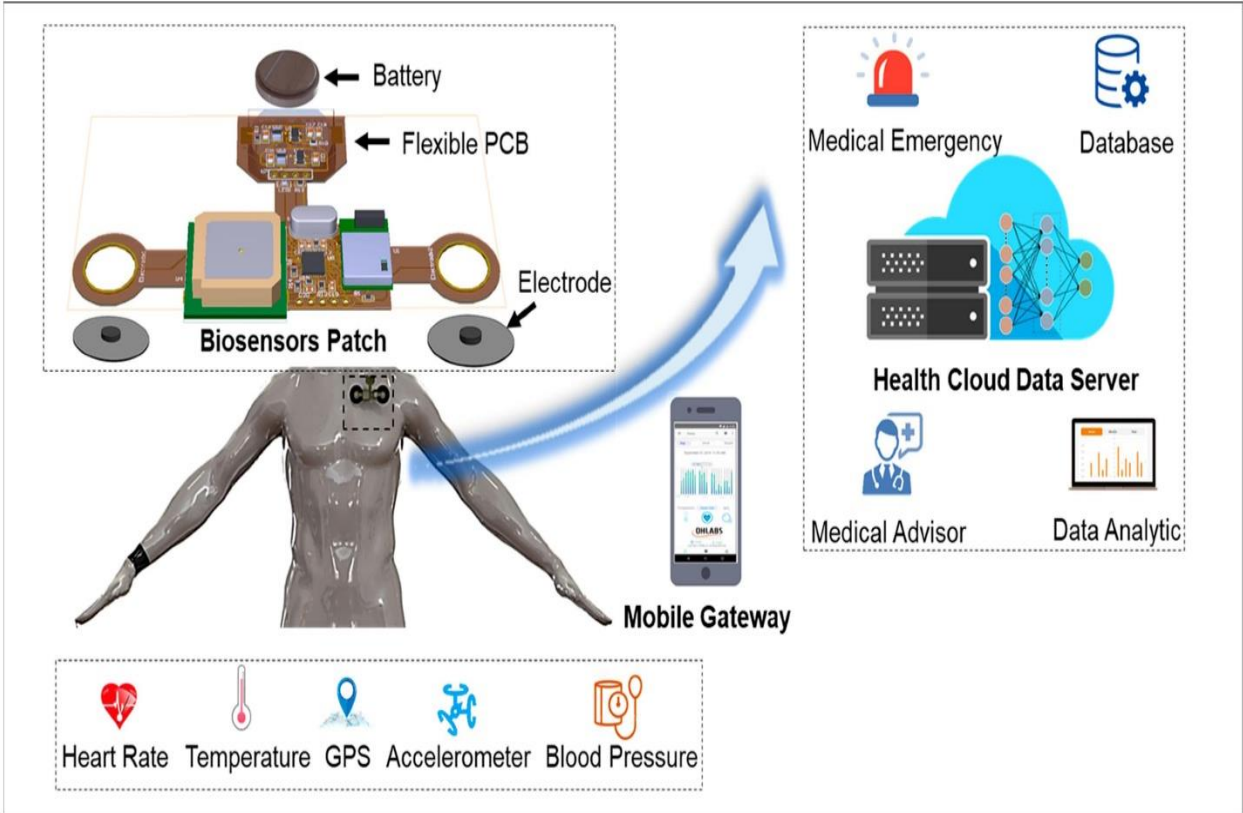 Battery
Flexible PCB
Electrode
Biosensors Patch
Medical Emergency
Database
Health Cloud Data Server
Medical Advisor
Data Analytic
OHLABS
Mobile Gateway
Heart Rate
Temperature
GPS
Accelerometer
Blood Pressure